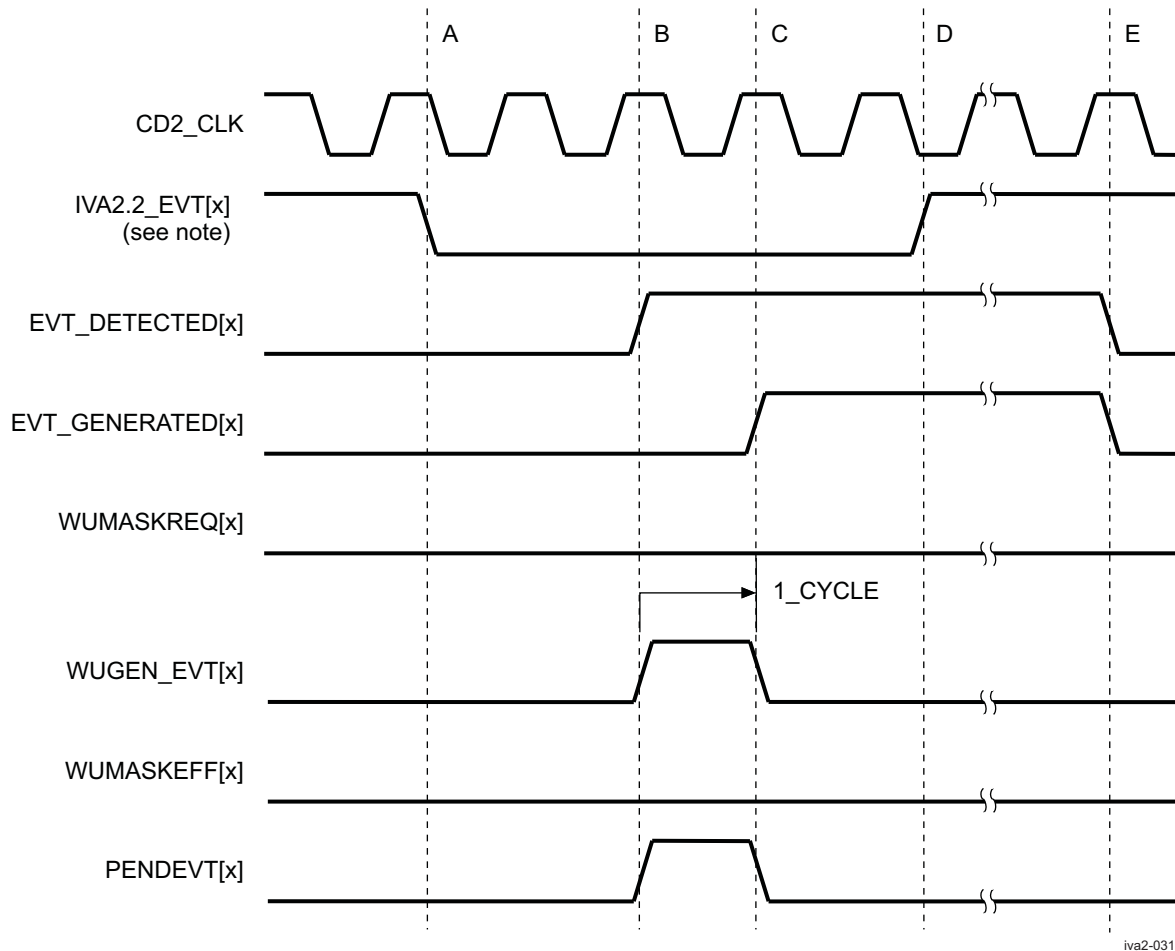 A B C D E
CD2_CLK
IVA2.2_EVT[x]
(see note)
EVT_DETECTED[x]
EVT_GENERATED[x]
WUMASKREQ[x]
1_CYCLE
WUGEN_EVT[x]
WUMASKEFF[x]
PENDEVT[x]
iva2-031